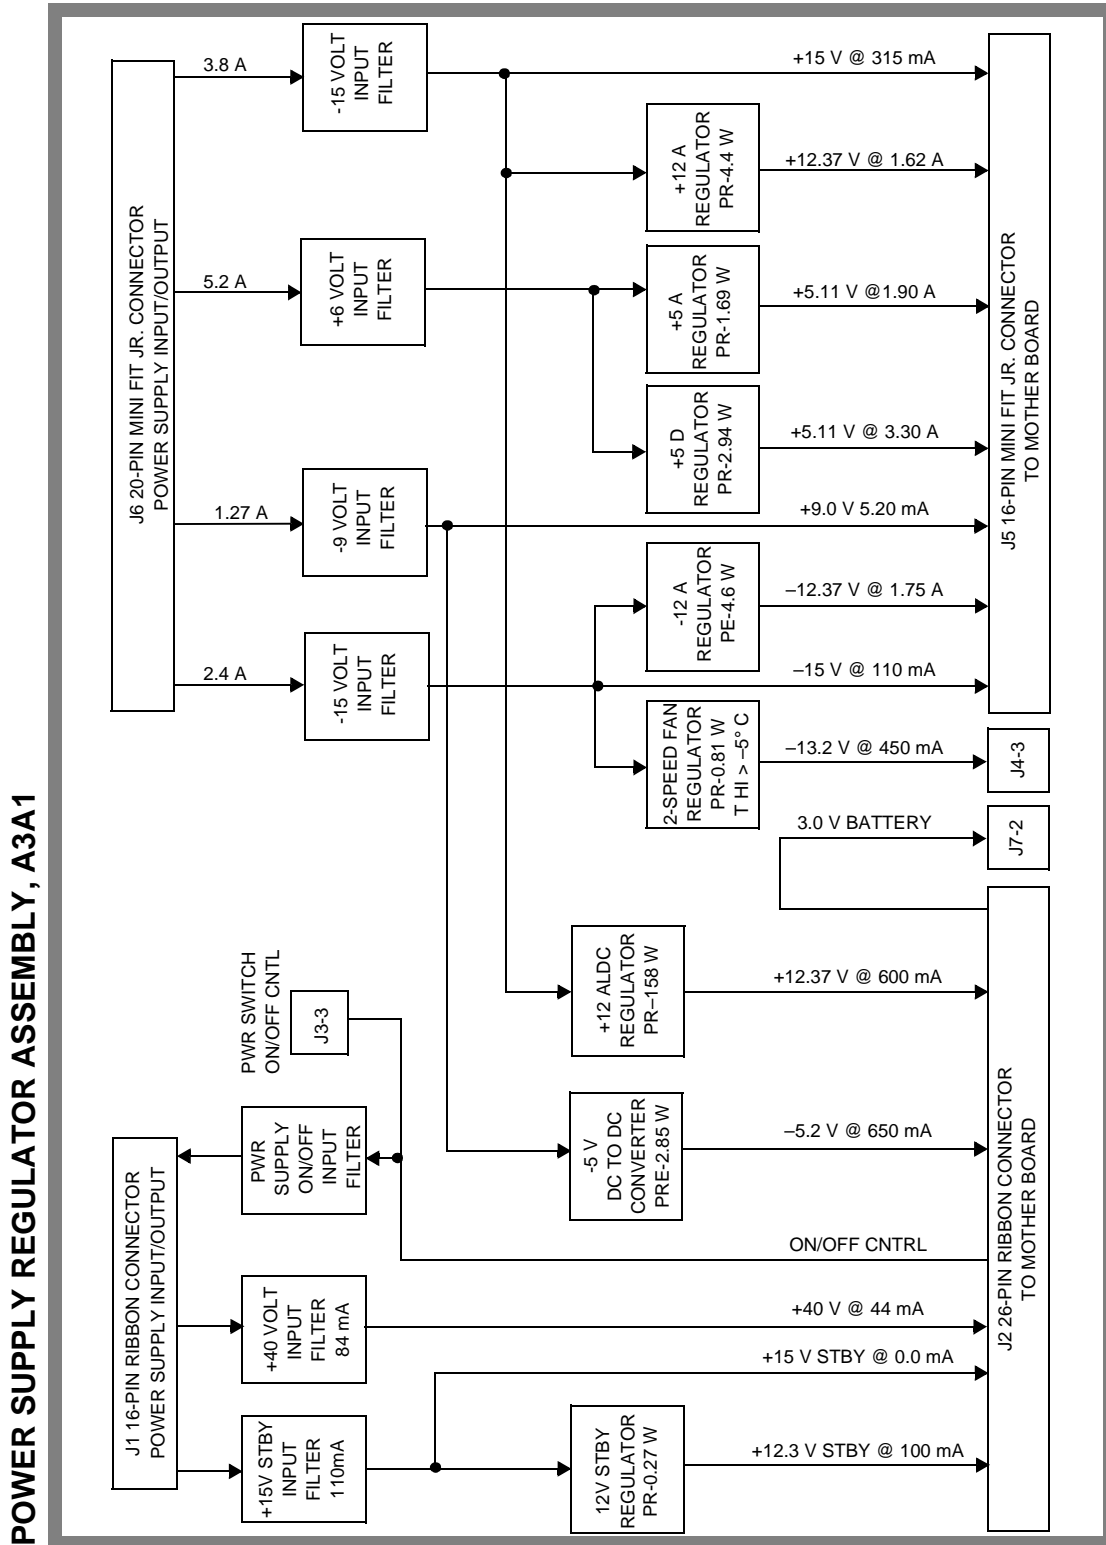 POWER SUPPLY REGULATOR ASSEMBLY, A3A1
J6 20-PIN MINI FIT JR. CONNECTOR
POWER SUPPLY INPUT/OUTPUT
3.8 A
-15 VOLT
INPUT
FILTER
+15 V @ 315 mA
+12 A
REGULATOR
PR-4.4 W
+12.37 V @ 1.62 A
5.2 A
+6 VOLT
INPUT
FILTER
+5 A
REGULATOR
PR-1.69 W
+5.11 V @1.90 A
+5 D
REGULATOR
PR-2.94 W
+5.11 V @ 3.30 A
1.27 A
-9 VOLT
INPUT
FILTER
+9.0 V 5.20 mA
-12 A
REGULATOR
PE-4.6 W
–12.37 V @ 1.75 A
2.4 A
-15 VOLT
INPUT
FILTER
–15 V @ 110 mA
2-SPEED FAN
REGULATOR
PR-0.81 W
T HI > –5° C
–13.2 V @ 450 mA
J5 16-PIN MINI FIT JR. CONNECTOR
TO MOTHER BOARD
J4-3
3.0 V BATTERY
J7-2
PWR SWITCH
ON/OFF CNTL
J3-3
+12 ALDC
REGULATOR
PR–158 W
+12.37 V @ 600 mA
J1 16-PIN RIBBON CONNECTOR
POWER SUPPLY INPUT/OUTPUT
PWR
SUPPLY
ON/OFF
INPUT
FILTER
-5 V
DC TO DC
CONVERTER
PRE-2.85 W
–5.2 V @ 650 mA
ON/OFF CNTRL
+40 VOLT
INPUT
FILTER
84 mA
+40 V @ 44 mA
+15 V STBY @ 0.0 mA
+15V STBY
INPUT
FILTER
110mA
12V STBY
REGULATOR
PR-0.27 W
+12.3 V STBY @ 100 mA
J2 26-PIN RIBBON CONNECTOR
TO MOTHER BOARD